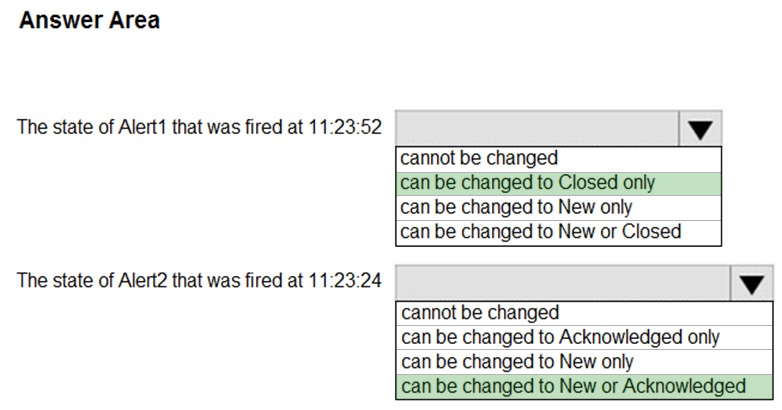 Answer Area
The state of Alert1 that was fired at 11:23:52
cannot be changed
can be changed to Closed only
can be changed to New only
can be changed to New or Closed
The state of Alert2 that was fired at 11:23:24
cannot be changed
can be changed to Acknowledged only
can be changed to New only
can be changed to New or Acknowledged